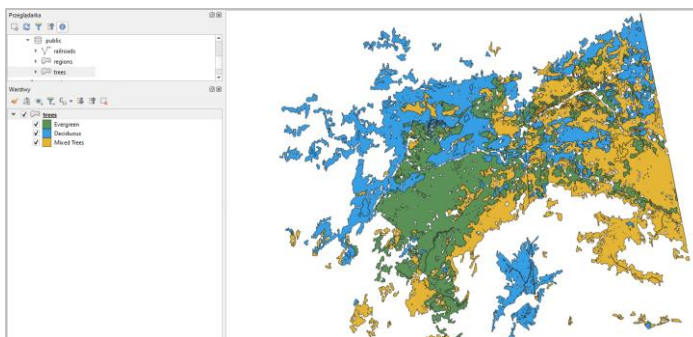 Przeglądarka
public
railroads
regions
trees
Warstwy
trees
Evergreen
Deciduous
Mixed Trees